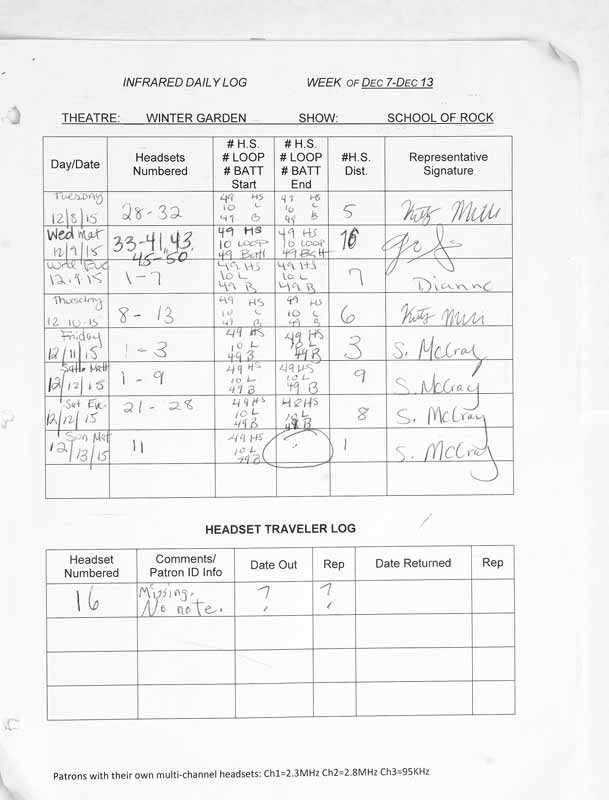 INFRARED DAILY LOG WEEK OF DEC 7-DEC 13
THEATRE: WINTER GARDEN SHOW: SCHOOL OF ROCK
Day/Date Headsets Numbered # H.S. # LOOP # BATT Start # H.S. # LOOP # BATT End #H.S. Dist. Representative Signature
Tuesday 12/8/15 28-32 49 HS 10 L 49 B 49 HS 10 L 49 B 5
Wed Mat 12/9/15 33-41, 43, 45-50 49 HS 10 LOOP 49 Batt 49 HS 10 LOOP 49 Batt 16
Wed Eve 12.9.15 1-7 49 HS 10 L 49 B 49 HS 10 L 49 B 7 Dianne
Thursday 12-10-15 8-13 49 HS 10 L 49 B 49 HS 10 L 49 B 6
Friday 12/11/15 1-3 49 HS 10 L 49 B 49 HS 10 L 49 B 3 S. McCray
12/12/15 1-9 49 HS 10 L 49 B 49 HS 10 L 49 B 9 S. McCray
Sat Eve. 12/12/15 21-28 49 HS 10 L 49 B 48 HS 10 L 8 S. McCray
Sun Mat 12/13/15 11 49 HS 10 L 49 B 1 S. McCray
HEADSET TRAVELER LOG
Headset Numbered Comments/ Patron ID Info Date Out Rep Date Returned Rep
16 Missing. No note. ? ?
Patrons with their own multi-channel headsets: Ch1=2.3MHz Ch2=2.8MHz Ch3=95KHz